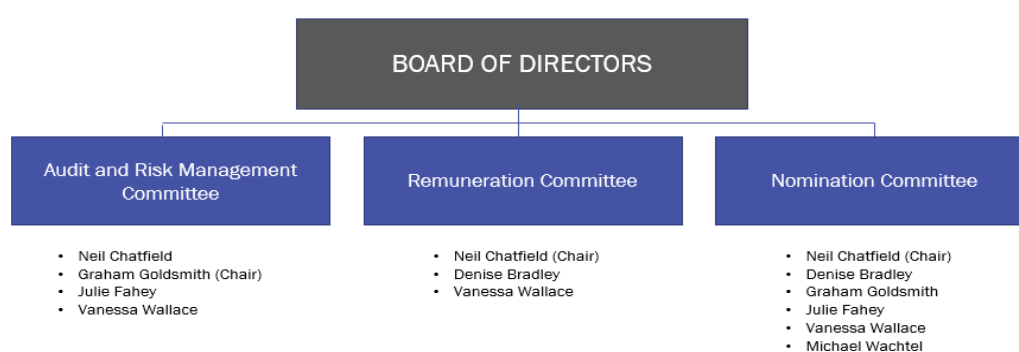 BOARD OF DIRECTORS
Audit and Risk Management
Committee
• Neil Chatfield
• Graham Goldsmith (Chair)
• Julie Fahey
• Vanessa Wallace
Remuneration Committee
• Neil Chatfield (Chair)
• Denise Bradley
• Vanessa Wallace
Nomination Committee
• Neil Chatfield (Chair)
• Denise Bradley
• Graham Goldsmith
• Julie Fahey
• Vanessa Wallace
• Michael Wachtel